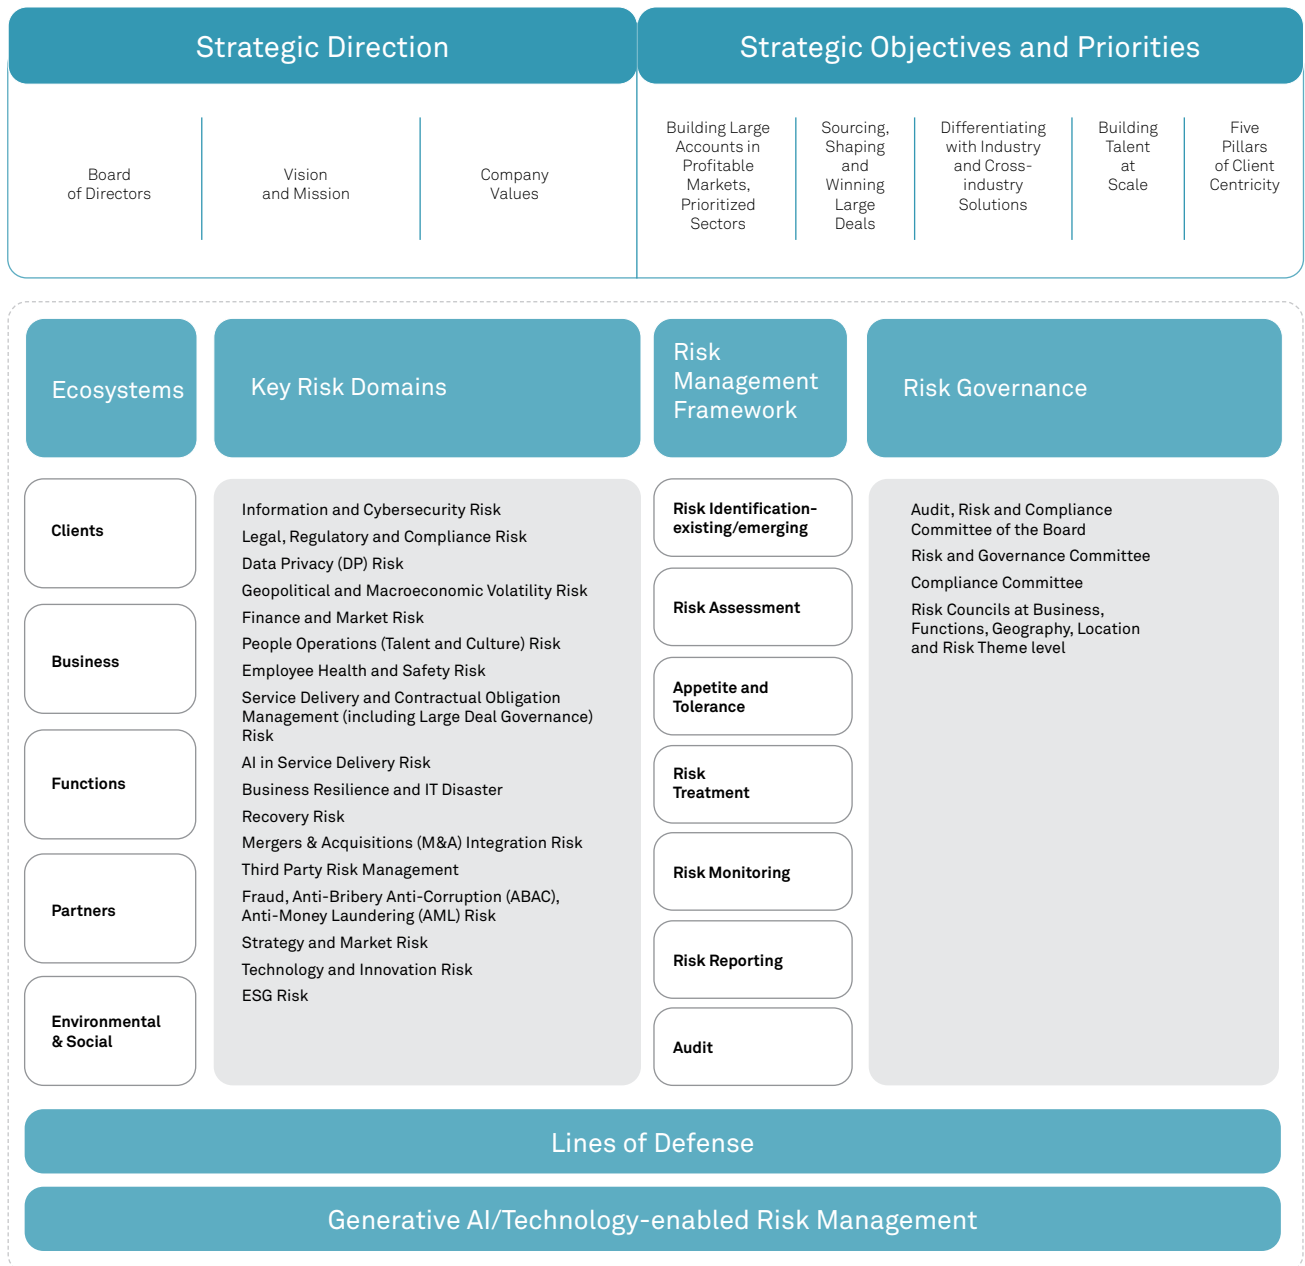 Strategic Direction
Strategic Objectives and Priorities
Board
of Directors
Vision
and Mission
Company
Values
Building Large
Accounts in
Profitable
Markets,
Prioritized
Sectors
Sourcing,
Shaping
and
Winning
Large
Deals
Differentiating
with Industry
and Cross-
industry
Solutions
Building
Talent
at
Scale
Five
Pillars
of Client
Centricity
Ecosystems
Clients
Business
Functions
Partners
Environmental
& Social
Key Risk Domains
Information and Cybersecurity Risk
Legal, Regulatory and Compliance Risk
Data Privacy (DP) Risk
Geopolitical and Macroeconomic Volatility Risk
Finance and Market Risk
People Operations (Talent and Culture) Risk
Employee Health and Safety Risk
Service Delivery and Contractual Obligation
Management (including Large Deal Governance)
Risk
AI in Service Delivery Risk
Business Resilience and IT Disaster
Recovery Risk
Mergers & Acquisitions (M&A) Integration Risk
Third Party Risk Management
Fraud, Anti-Bribery Anti-Corruption (ABAC),
Anti-Money Laundering (AML) Risk
Strategy and Market Risk
Technology and Innovation Risk
ESG Risk
Risk
Management
Framework
Risk Identification-
existing/emerging
Risk Assessment
Appetite and
Tolerance
Risk
Treatment
Risk Monitoring
Risk Reporting
Audit
Risk Governance
Audit, Risk and Compliance
Committee of the Board
Risk and Governance Committee
Compliance Committee
Risk Councils at Business,
Functions, Geography, Location
and Risk Theme level
Lines of Defense
Generative AI/Technology-enabled Risk Management